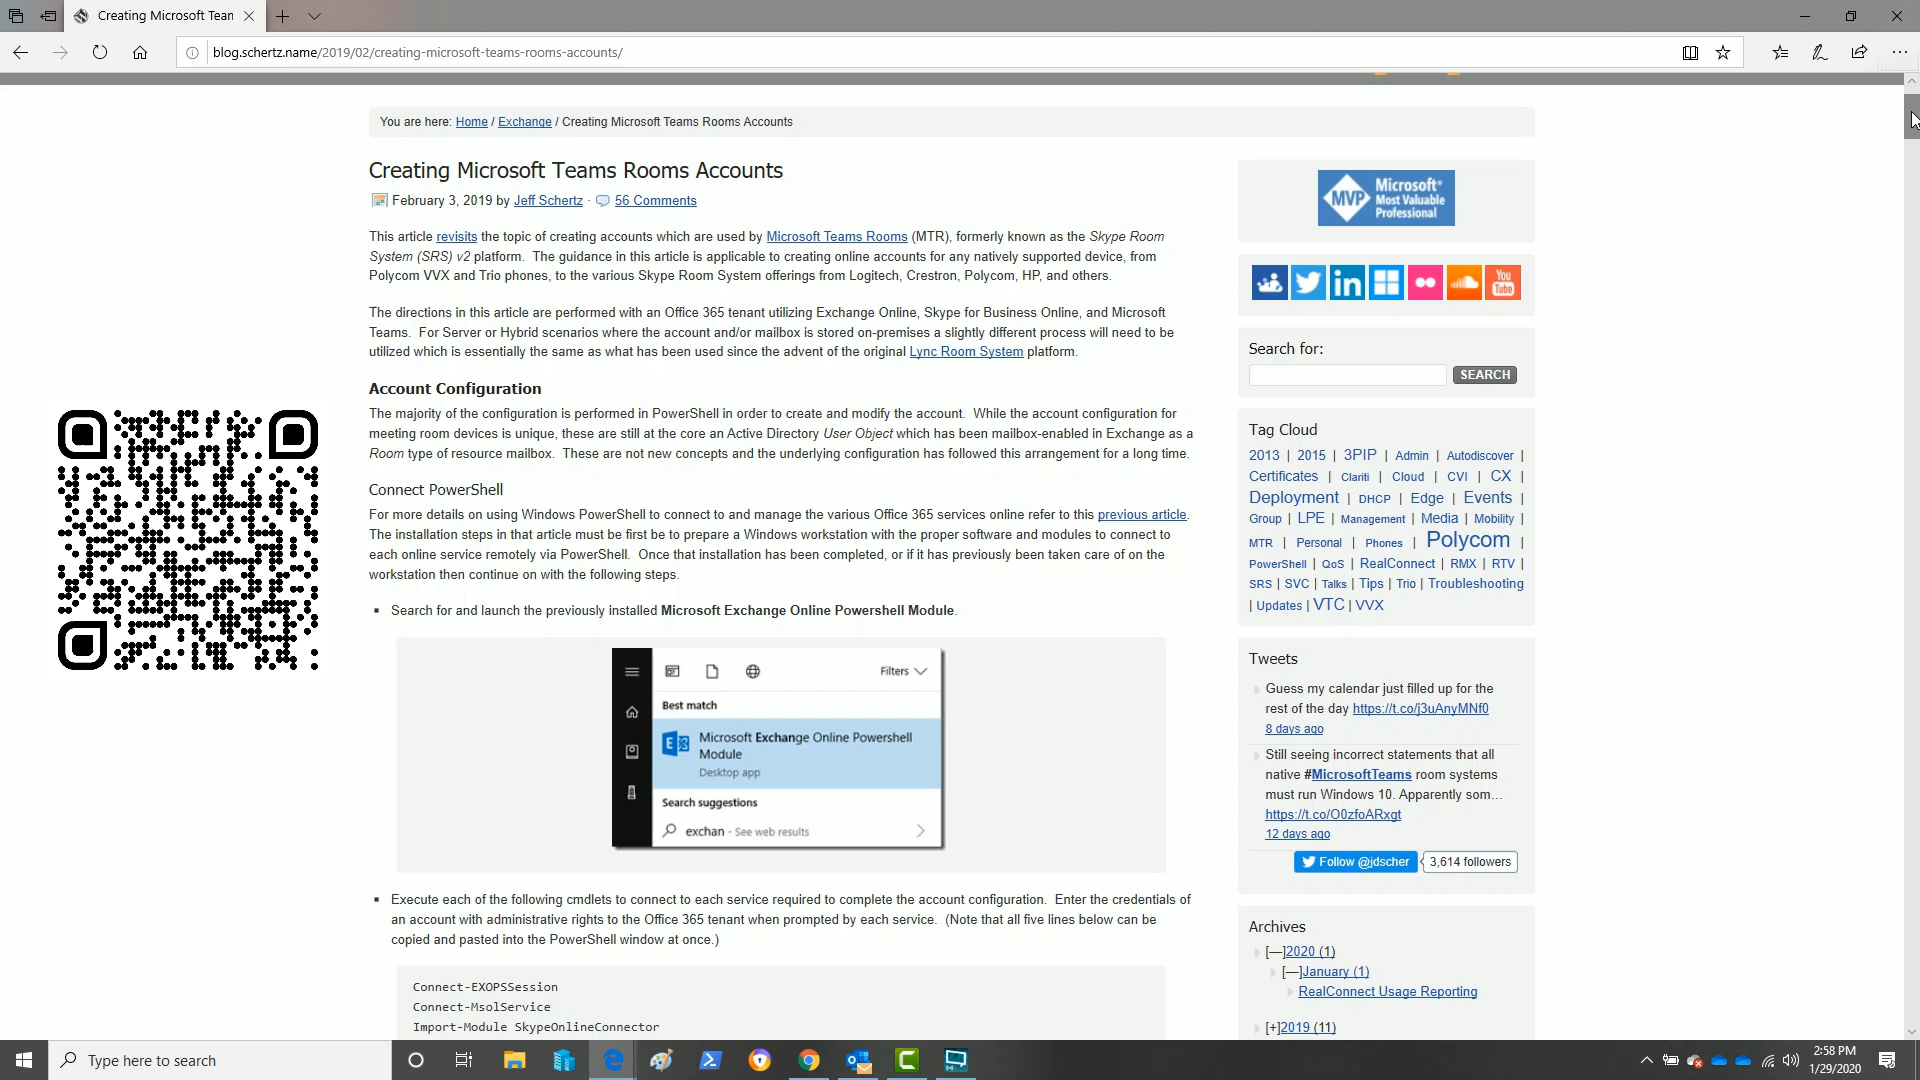 Creating Microsoft Tean
blog.schertz.name/2019/02/creating-microsoft-teams-rooms-accounts/
You are here: Home / Exchange / Creating Microsoft Teams Rooms Accounts
Creating Microsoft Teams Rooms Accounts
February 3, 2019 by Jeff Schertz · 56 Comments
This article revisits the topic of creating accounts which are used by Microsoft Teams Rooms (MTR), formerly known as the Skype Room
System (SRS) v2 platform. The guidance in this article is applicable to creating online accounts for any natively supported device, from
Polycom VVX and Trio phones, to the various Skype Room System offerings from Logitech, Crestron, Polycom, HP, and others.
The directions in this article are performed with an Office 365 tenant utilizing Exchange Online, Skype for Business Online, and Microsoft
Teams. For Server or Hybrid scenarios where the account and/or mailbox is stored on-premises a slightly different process will need to be
utilized which is essentially the same as what has been used since the advent of the original Lync Room System platform.
Account Configuration
The majority of the configuration is performed in PowerShell in order to create and modify the account. While the account configuration for
meeting room devices is unique, these are still at the core an Active Directory User Object which has been mailbox-enabled in Exchange as a
Room type of resource mailbox. These are not new concepts and the underlying configuration has followed this arrangement for a long time.
Connect PowerShell
For more details on using Windows PowerShell to connect to and manage the various Office 365 services online refer to this previous article.
The installation steps in that article must be first be to prepare a Windows workstation with the proper software and modules to connect to
each online service remotely via PowerShell. Once that installation has been completed, or if it has previously been taken care of on the
workstation then continue on with the following steps.
Search for and launch the previously installed Microsoft Exchange Online Powershell Module.
Filters
Best match
Microsoft Exchange Online Powershell
Module
Desktop app
Search suggestions
exchan - See web results
Execute each of the following cmdlets to connect to each service required to complete the account configuration. Enter the credentials of
an account with administrative rights to the Office 365 tenant when prompted by each service. (Note that all five lines below can be
copied and pasted into the PowerShell window at once.)
Connect-EXOPSSession
Connect-MsolService
Import-Module SkypeOnlineConnector
MVP
Microsoft®
Most Valuable
Professional
in
You
Tube
Search for:
SEARCH
Tag Cloud
2013 | 2015 | 3PIP | Admin | Autodiscover |
Certificates | Clariti | Cloud | CVI | CX |
Deployment | DHCP | Edge | Events |
Group | LPE | Management | Media | Mobility |
MTR | Personal | Phones | Polycom |
PowerShell | QoS | RealConnect | RMX | RTV |
SRS | SVC | Talks | Tips | Trio | Troubleshooting
| Updates | VTC | VVX
Tweets
Guess my calendar just filled up for the
rest of the day https://t.co/j3uAnyMNf0
8 days ago
Still seeing incorrect statements that all
native #MicrosoftTeams room systems
must run Windows 10. Apparently som…
https://t.co/O0zfoARxgt
12 days ago
Follow @jdscher
3,614 followers
Archives
[—]2020 (1)
[—]January (1)
RealConnect Usage Reporting
[+]2019 (11)
Type here to search
2:58 PM
1/29/2020